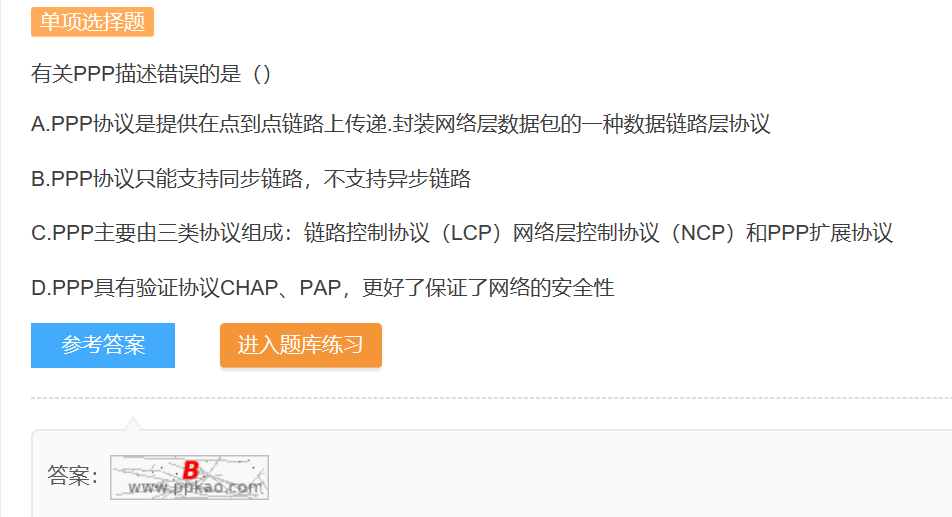 单项选择题
有关PPP描述错误的是（）
A.PPP协议是提供在点到点链路上传递.封装网络层数据包的一种数据链路层协议
B.PPP协议只能支持同步链路，不支持异步链路
C.PPP主要由三类协议组成：链路控制协议（LCP）网络层控制协议（NCP）和PPP扩展协议
D.PPP具有验证协议CHAP、PAP，更好了保证了网络的安全性
参考答案 进入题库练习
答案： B
www.ppkao.com